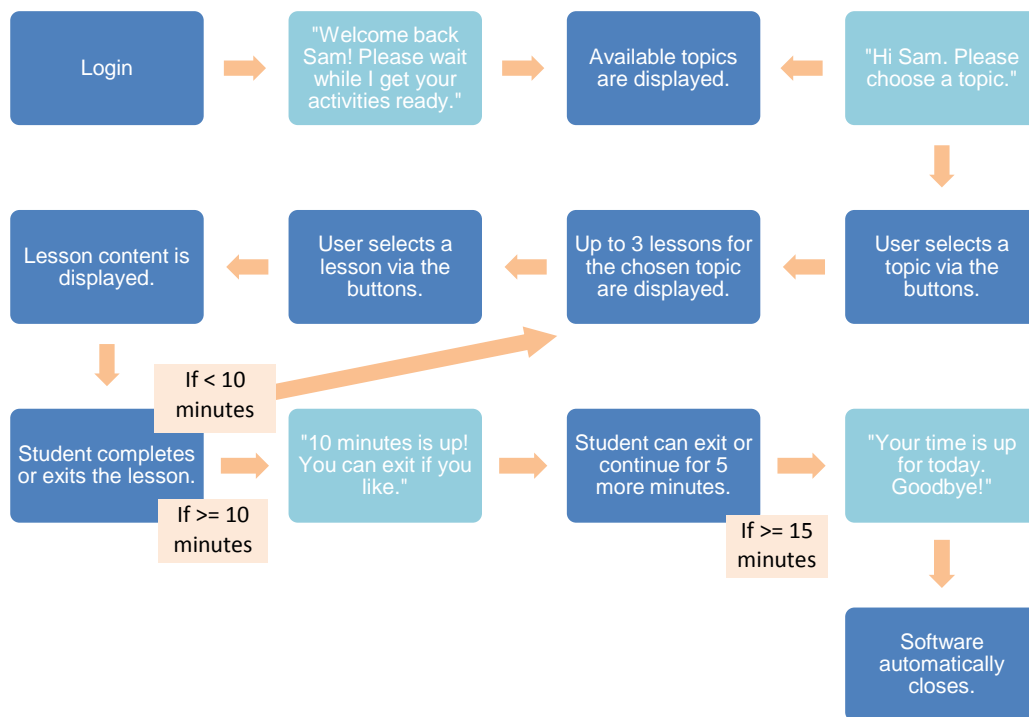 Login
"Welcome back
Sam! Please wait
while I get your
activities ready."
Available topics
are displayed.
"Hi Sam. Please
choose a topic."
Lesson content is
displayed.
User selects a
lesson via the
buttons.
Up to 3 lessons for
the chosen topic
are displayed.
User selects a
topic via the
buttons.
If < 10
minutes
Student completes
or exits the lesson.
If >= 10
minutes
"10 minutes is up!
You can exit if you
like."
Student can exit or
continue for 5
more minutes.
If >= 15
minutes
"Your time is up
for today.
Goodbye!"
Software
automatically
closes.